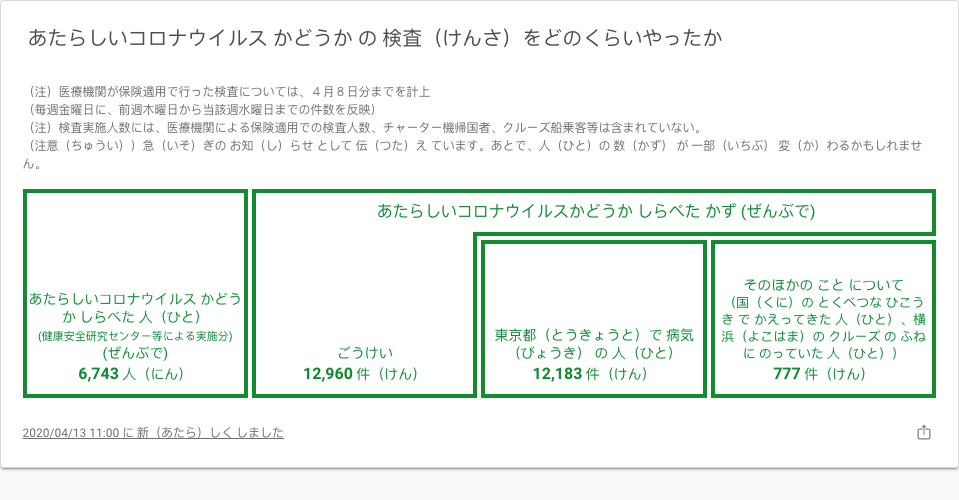 あたらしいコロナウイルス かどうか の 検査（けんさ）をどのくらいやったか
（注）医療機関が保険適用で行った検査については、４月８日分までを計上
（毎週金曜日に、前週木曜日から当該週水曜日までの件数を反映）
（注）検査実施人数には、医療機関による保険適用での検査人数、チャーター機帰国者、クルーズ船乗客等は含まれていない。
（注意（ちゅうい））急（いそ）ぎの お知（し）らせ として 伝（つた）え ています。あとで、人（ひと）の 数（かず） が 一部（いちぶ） 変（か）わるかもしれませ
ん。
あたらしいコロナウイルス かどう
か しらべた 人（ひと）
(健康安全研究センター等による実施分)
(ぜんぶで)
6,743 人（にん）
あたらしいコロナウイルスかどうか しらべた かず (ぜんぶで)
ごうけい
12,960 件（けん）
東京都（とうきょうと）で 病気
（びょうき） の 人（ひと）
12,183 件（けん）
そのほかの こと について
（国（くに）の とくべつな ひこう
き で かえってきた 人（ひと）、横
浜（よこはま）の クルーズ の ふね
に のっていた 人（ひと））
777 件（けん）
2020/04/13 11:00 に 新（あたら）しく しました